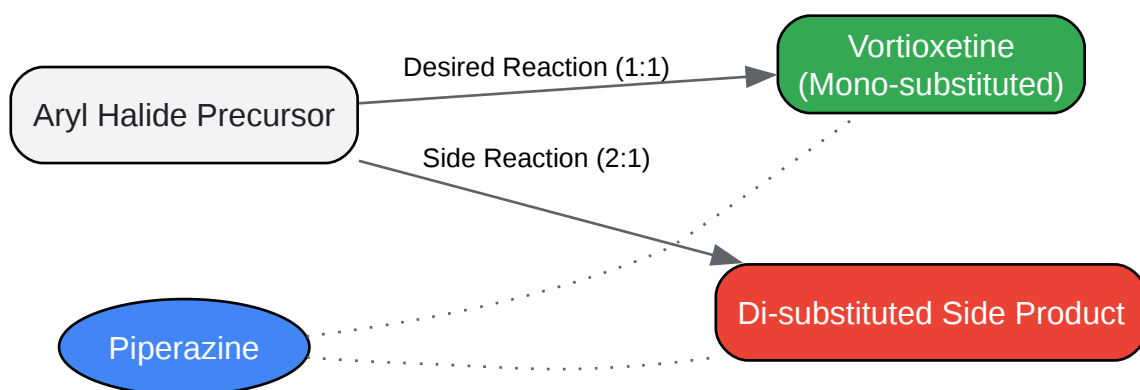 Vortioxetine
(Mono-substituted)
Desired Reaction (1:1)
Aryl Halide Precursor
Side Reaction (2:1)
Di-substituted Side Product
Piperazine